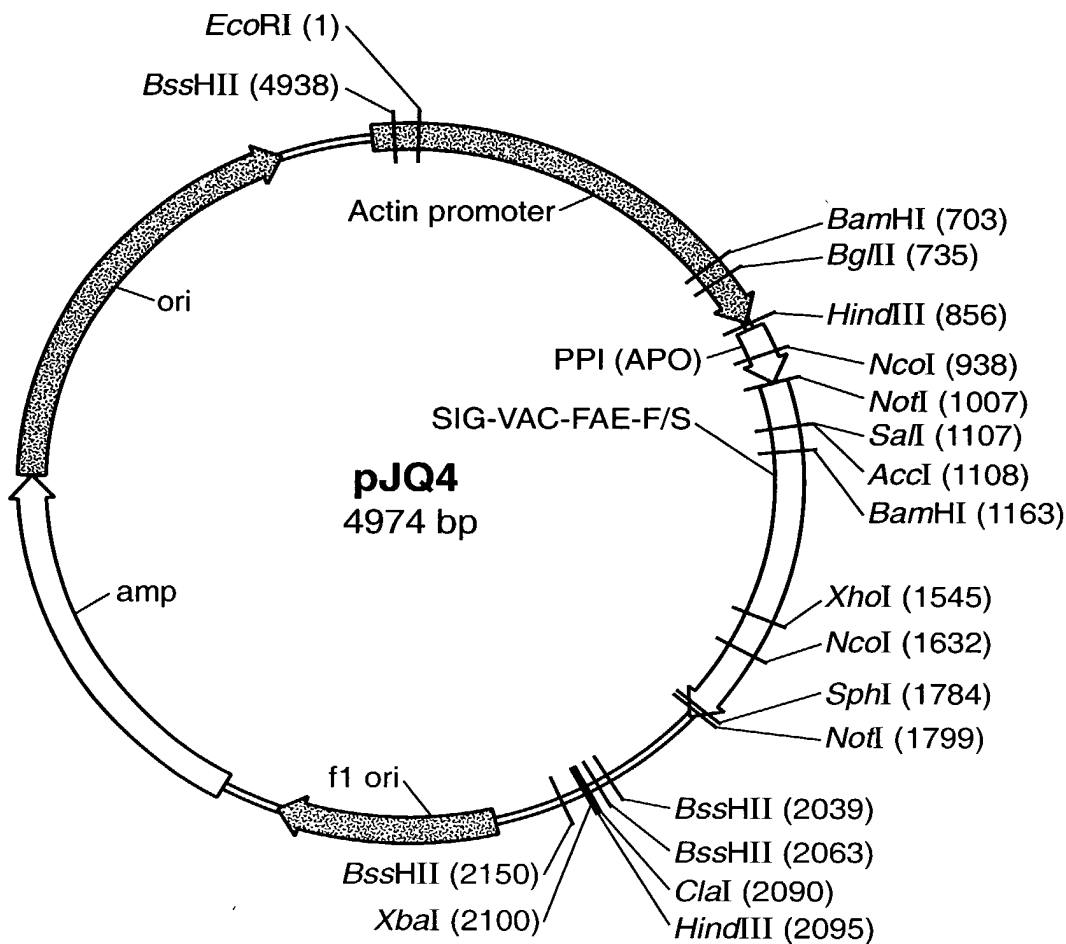 EcoRI (1)
BssHII (4938)
Actin promoter
BamHI (703)
BglII (735)
ori
HindIII (856)
PPI (APO)
NcoI (938)
NotI (1007)
SIG-VAC-FAE-F/S
SalI (1107)
AccI (1108)
pJQ4
4974 bp
BamHI (1163)
amp
XhoI (1545)
NcoI (1632)
SphI (1784)
NotI (1799)
f1 ori
BssHII (2039)
BssHII (2063)
BssHII (2150)
ClaI (2090)
XbaI (2100)
HindIII (2095)